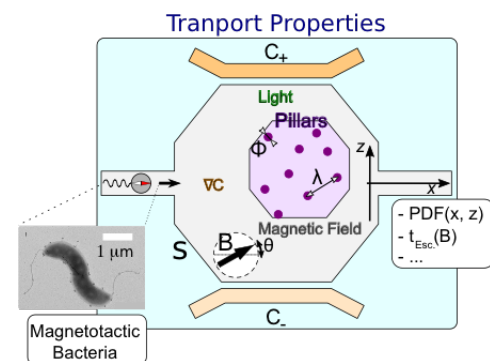 Tranport Properties
C+
Light
Pillars
Φ
z
λ
x
∇C
Magnetic Field
S
B
θ
1 μm
- PDF(x, z)
- tEsc.(B)
- ...
C-
Magnetotactic
Bacteria